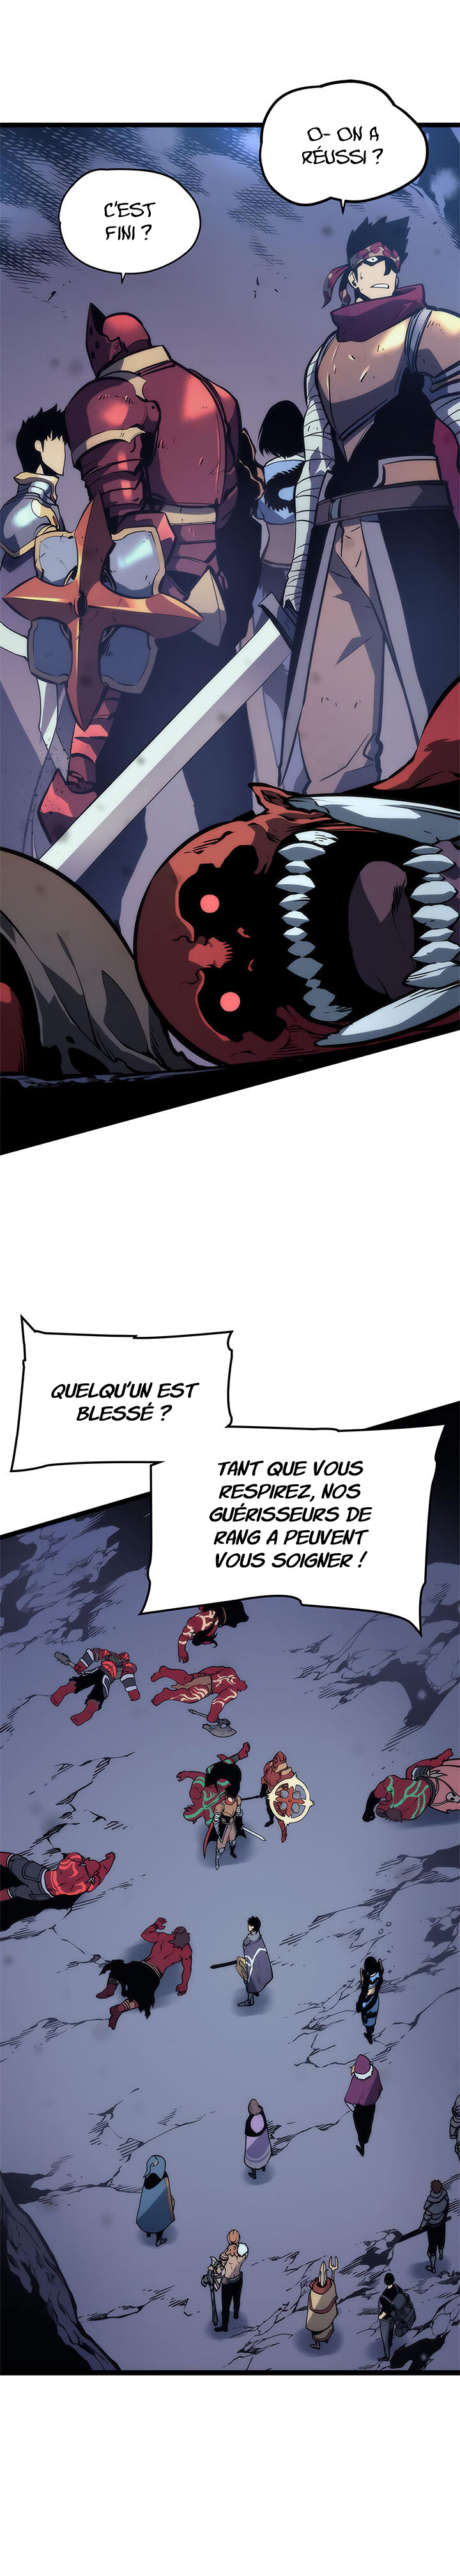 O- ON A
RÉUSSI ?
C'EST
FINI ?
QUELQU'UN EST
BLESSÉ ?
TANT QUE VOUS
RESPIREZ, NOS
GUÉRISSEURS DE
RANG A PEUVENT
VOUS SOIGNER !